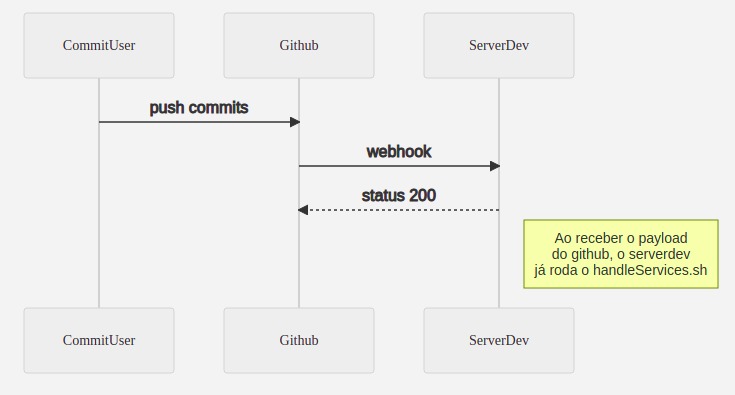 CommitUser
Github
ServerDev
push commits
webhook
status 200
Ao receber o payload
do github, o serverdev
já roda o handleServices.sh
CommitUser
Github
ServerDev